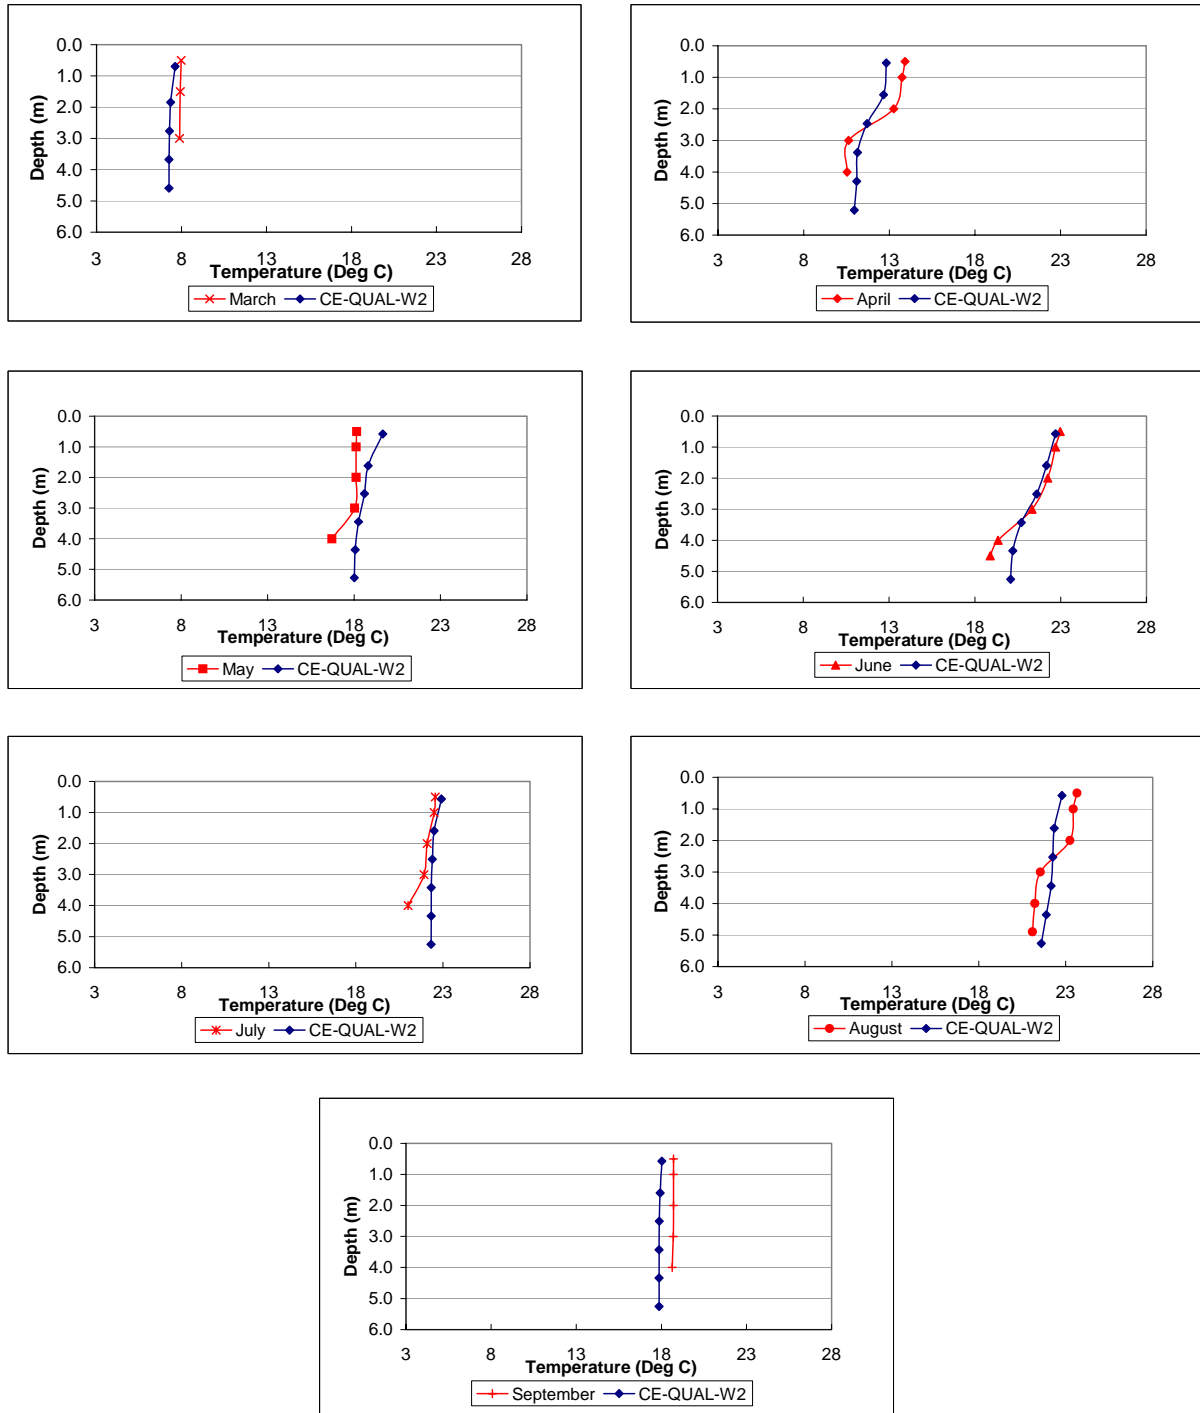 0.0
1.0
2.0
3.0
4.0
5.0
6.0
Depth (m)
3 8 13 18 23 28
Temperature (Deg C)
March CE-QUAL-W2
0.0
1.0
2.0
3.0
4.0
5.0
6.0
Depth (m)
3 8 13 18 23 28
Temperature (Deg C)
April CE-QUAL-W2
0.0
1.0
2.0
3.0
4.0
5.0
6.0
Depth (m)
3 8 13 18 23 28
Temperature (Deg C)
May CE-QUAL-W2
0.0
1.0
2.0
3.0
4.0
5.0
6.0
Depth (m)
3 8 13 18 23 28
Temperature (Deg C)
June CE-QUAL-W2
0.0
1.0
2.0
3.0
4.0
5.0
6.0
Depth (m)
3 8 13 18 23 28
Temperature (Deg C)
July CE-QUAL-W2
0.0
1.0
2.0
3.0
4.0
5.0
6.0
Depth (m)
3 8 13 18 23 28
Temperature (Deg C)
August CE-QUAL-W2
0.0
1.0
2.0
3.0
4.0
5.0
6.0
Depth (m)
3 8 13 18 23 28
Temperature (Deg C)
September CE-QUAL-W2